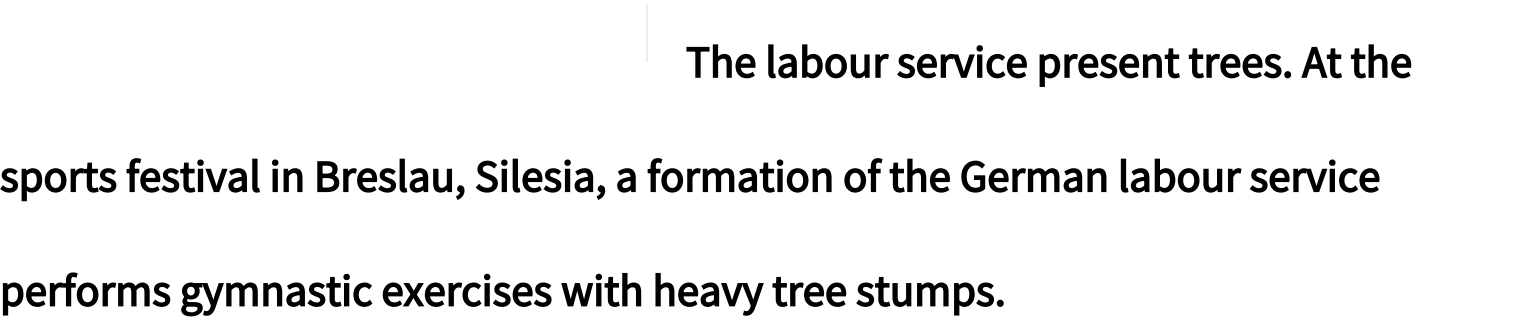 The labour service present trees. At the
sports festival in Breslau, Silesia, a formation of the German labour service
performs gymnastic exercises with heavy tree stumps.